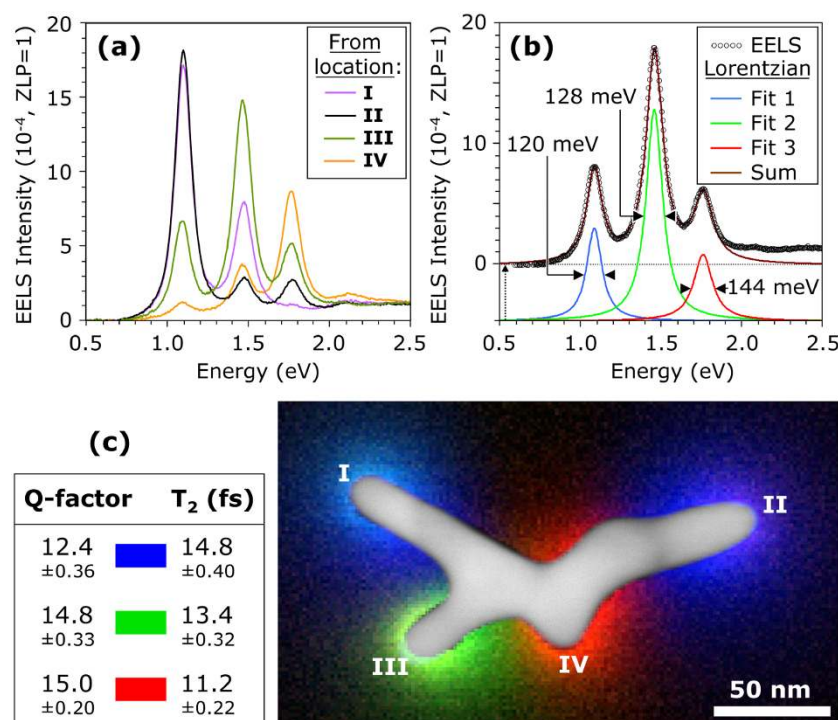 (a)
EELS Intensity (10-4, ZLP=1)
20
15
10
5
0
0.5 1.0 1.5 2.0 2.5
Energy (eV)
From
location:
I
II
III
IV
(b)
EELS Intensity (10-4, ZLP=1)
20
10
0
0.5 1.0 1.5 2.0 2.5
Energy (eV)
128 meV
120 meV
144 meV
EELS
Lorentzian
Fit 1
Fit 2
Fit 3
Sum
(c)
Q-factor T2 (fs)
12.4 14.8
±0.36 ±0.40
14.8 13.4
±0.33 ±0.32
15.0 11.2
±0.20 ±0.22
I
II
III
IV
50 nm